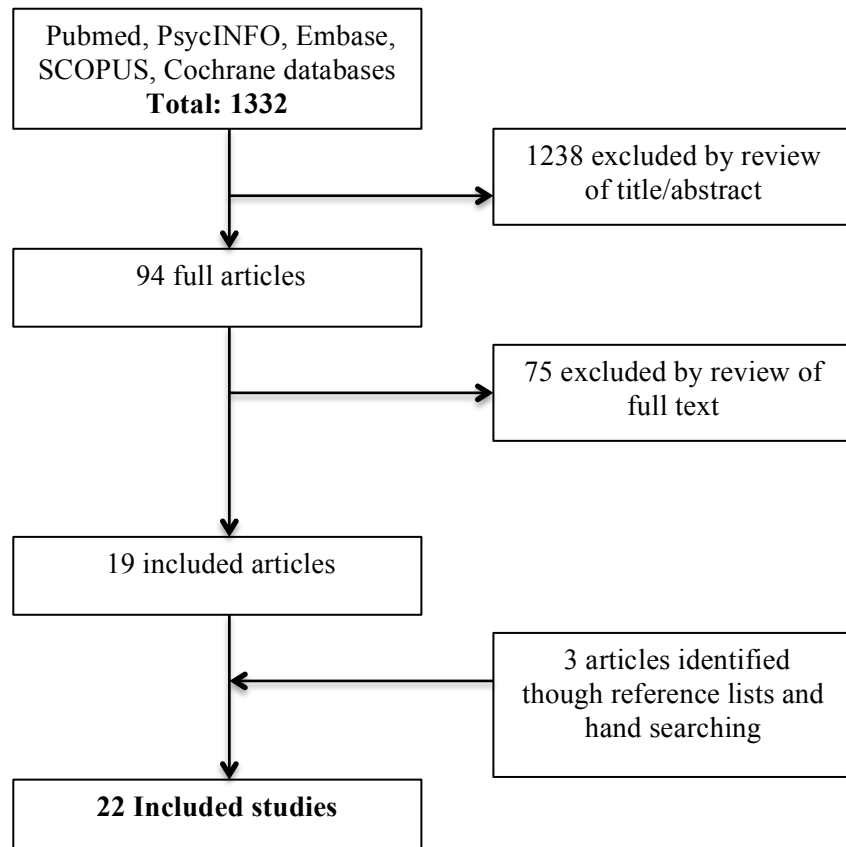 Pubmed, PsycINFO, Embase,
SCOPUS, Cochrane databases
Total: 1332
1238 excluded by review
of title/abstract
94 full articles
75 excluded by review of
full text
19 included articles
3 articles identified
though reference lists and
hand searching
22 Included studies